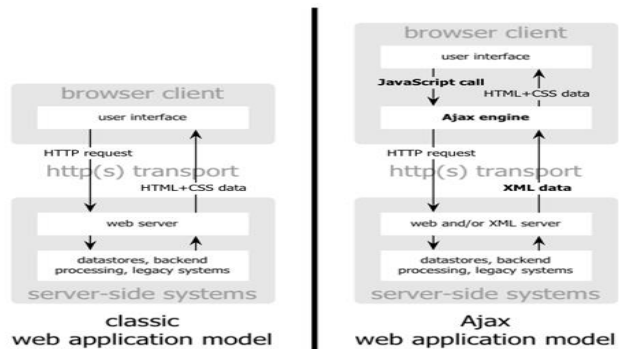 browser client
user interface
HTTP request
http(s) transport
HTML+CSS data
web server
datastores, backend
processing, legacy systems
server-side systems
classic
web application model
browser client
user interface
JavaScript call
HTML+CSS data
Ajax engine
HTTP request
http(s) transport
XML data
web and/or XML server
datastores, backend
processing, legacy systems
server-side systems
Ajax
web application model